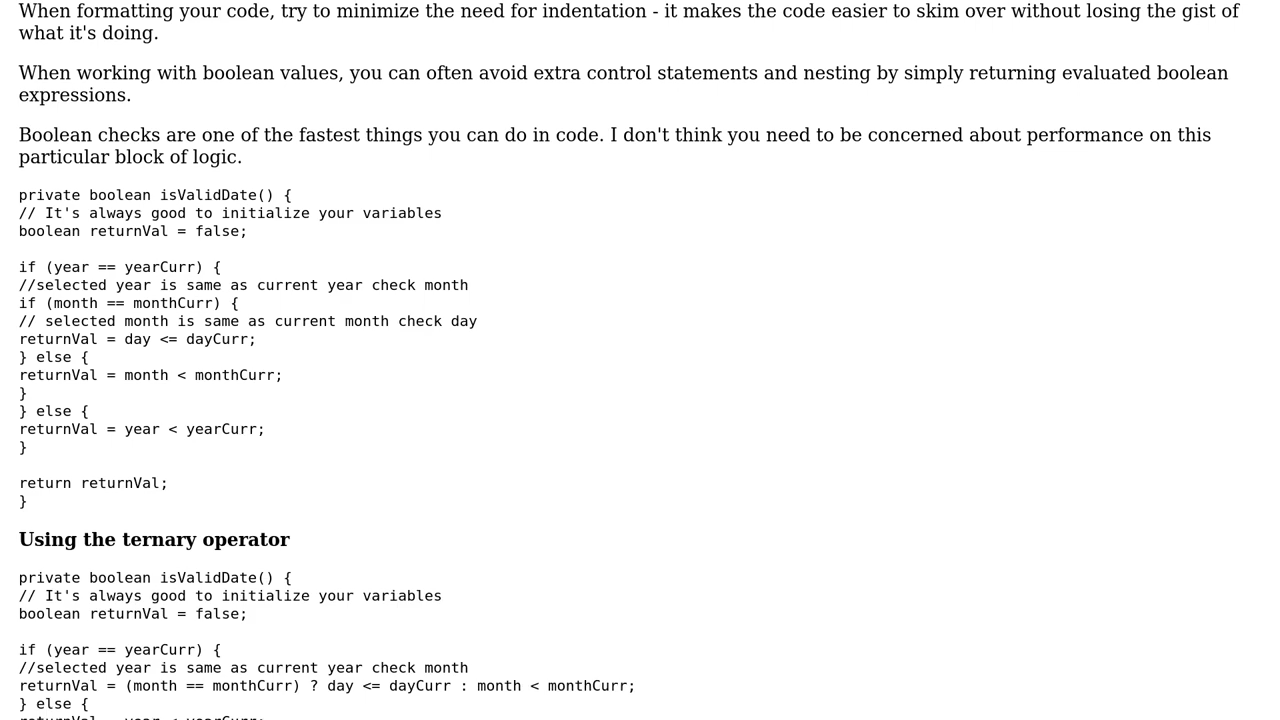 When formatting your code, try to minimize the need for indentation - it makes the code easier to skim over without losing the gist of
what it's doing.
When working with boolean values, you can often avoid extra control statements and nesting by simply returning evaluated boolean
expressions.
Boolean checks are one of the fastest things you can do in code. I don't think you need to be concerned about performance on this
particular block of logic.
private boolean isValidDate() {
// It's always good to initialize your variables
boolean returnVal = false;
if (year == yearCurr) {
//selected year is same as current year check month
if (month == monthCurr) {
// selected month is same as current month check day
returnVal = day <= dayCurr;
} else {
returnVal = month < monthCurr;
}
} else {
returnVal = year < yearCurr;
}
return returnVal;
}
Using the ternary operator
private boolean isValidDate() {
// It's always good to initialize your variables
boolean returnVal = false;
if (year == yearCurr) {
//selected year is same as current year check month
returnVal = (month == monthCurr) ? day <= dayCurr : month < monthCurr;
} else {
returnVal = year < yearCurr;